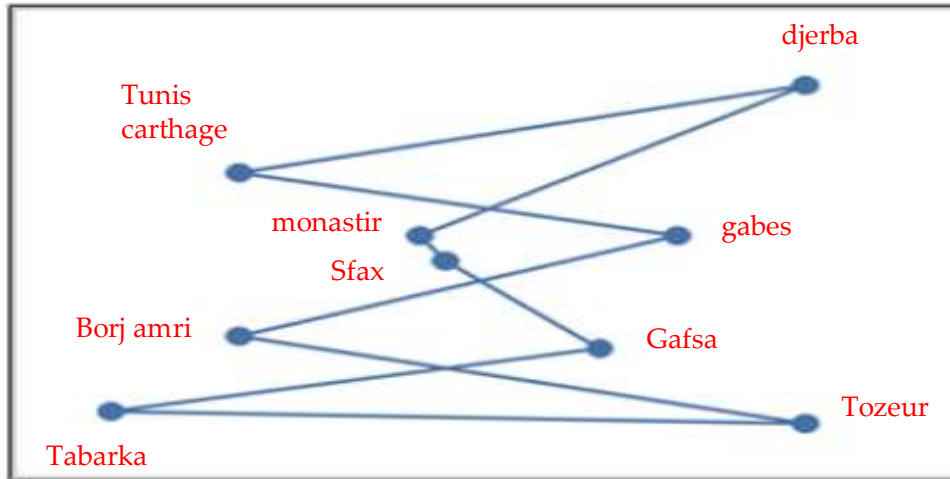 djerba
Tunis
carthage
monastir
gabes
Sfax
Borj amri
Gafsa
Tozeur
Tabarka